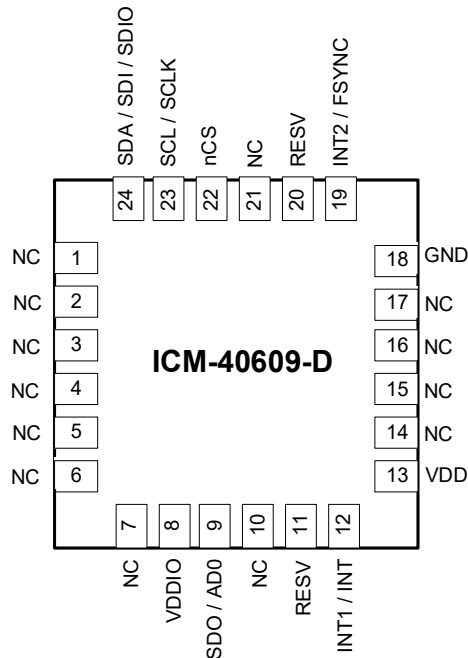 SDA / SDI / SDIO
SCL / SCLK
nCS
NC
RESV
INT2 / FSYNC
24
23
22
21
20
19
NC 1
NC 2
NC 3
NC 4
NC 5
NC 6
ICM-40609-D
18 GND
17 NC
16 NC
15 NC
14 NC
13 VDD
7
8
9
10
11
12
NC
VDDIO
SDO / AD0
NC
RESV
INT1 / INT